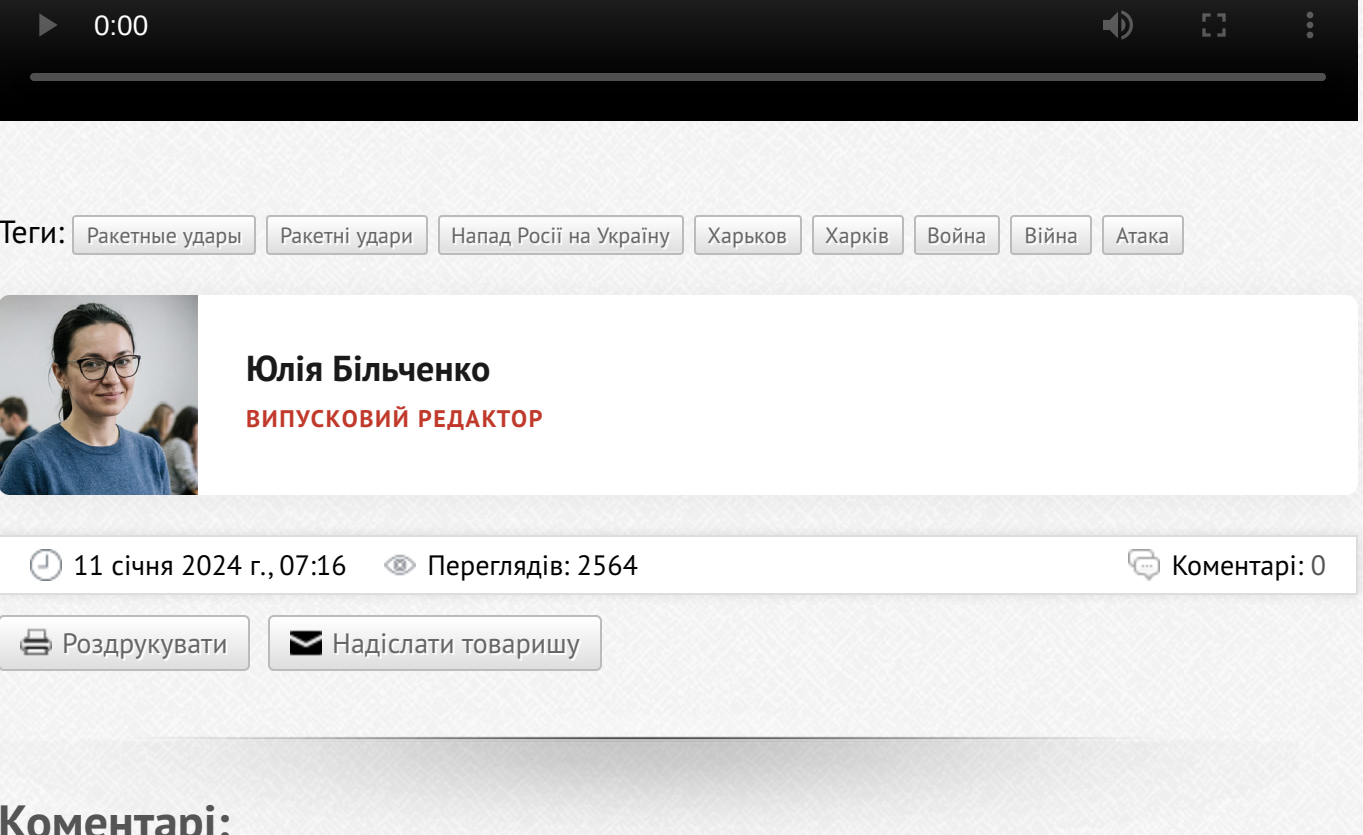 0:00
Теги: Ракетные удары Ракетні удари Напад Росії на Україну Харьков Харків Война Війна Атака
Юлія Більченко
ВИПУСКОВИЙ РЕДАКТОР
11 січня 2024 г., 07:16 Переглядів: 2564 Коментарі: 0
Роздрукувати Надіслати товаришу
Коментарі: